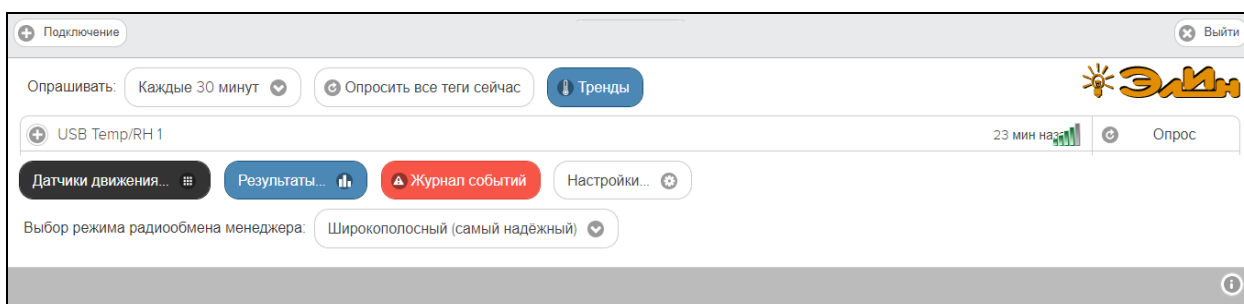 Подключение Выйти
Опрашивать: Каждые 30 минут Опросить все теги сейчас Тренды ЭлИн
USB Temp/RH 1 23 мин наза Опрос
Датчики движения... Результаты... Журнал событий Настройки...
Выбор режима радиообмена менеджера: Широкополосный (самый надёжный)